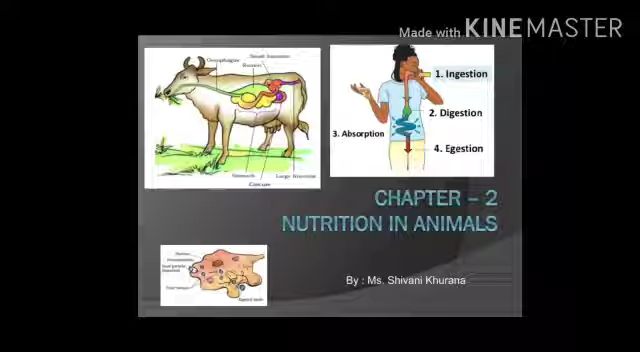 Made with KINEMASTER
Oesophagus
Small Intestine
Rumen
Stomach
Large Intestine
Caecum
1. Ingestion
2. Digestion
3. Absorption
4. Egestion
CHAPTER – 2
NUTRITION IN ANIMALS
By : Ms. Shivani Khurana